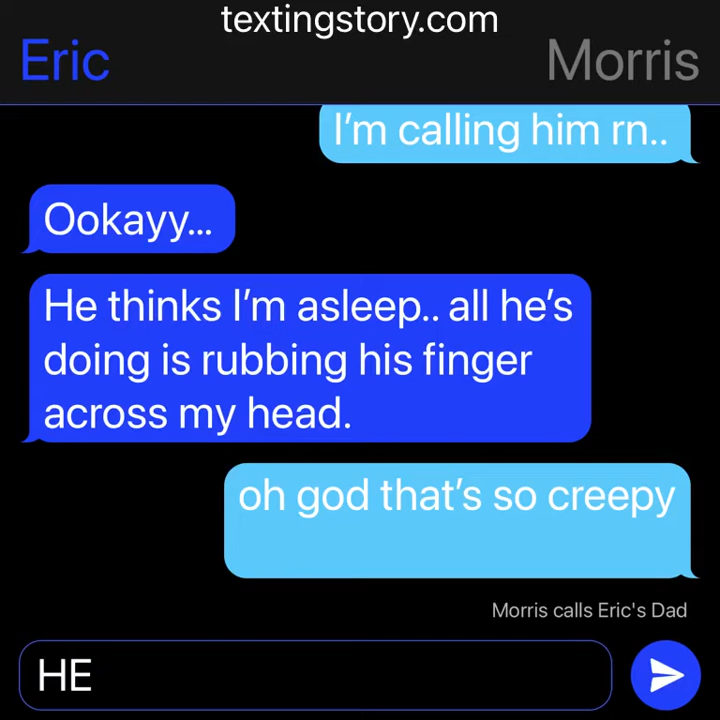 textingstory.com
Eric
Morris
I'm calling him rn..
Ookayy...
He thinks I'm asleep.. all he's
doing is rubbing his finger
across my head.
oh god that's so creepy
Morris calls Eric's Dad
HE